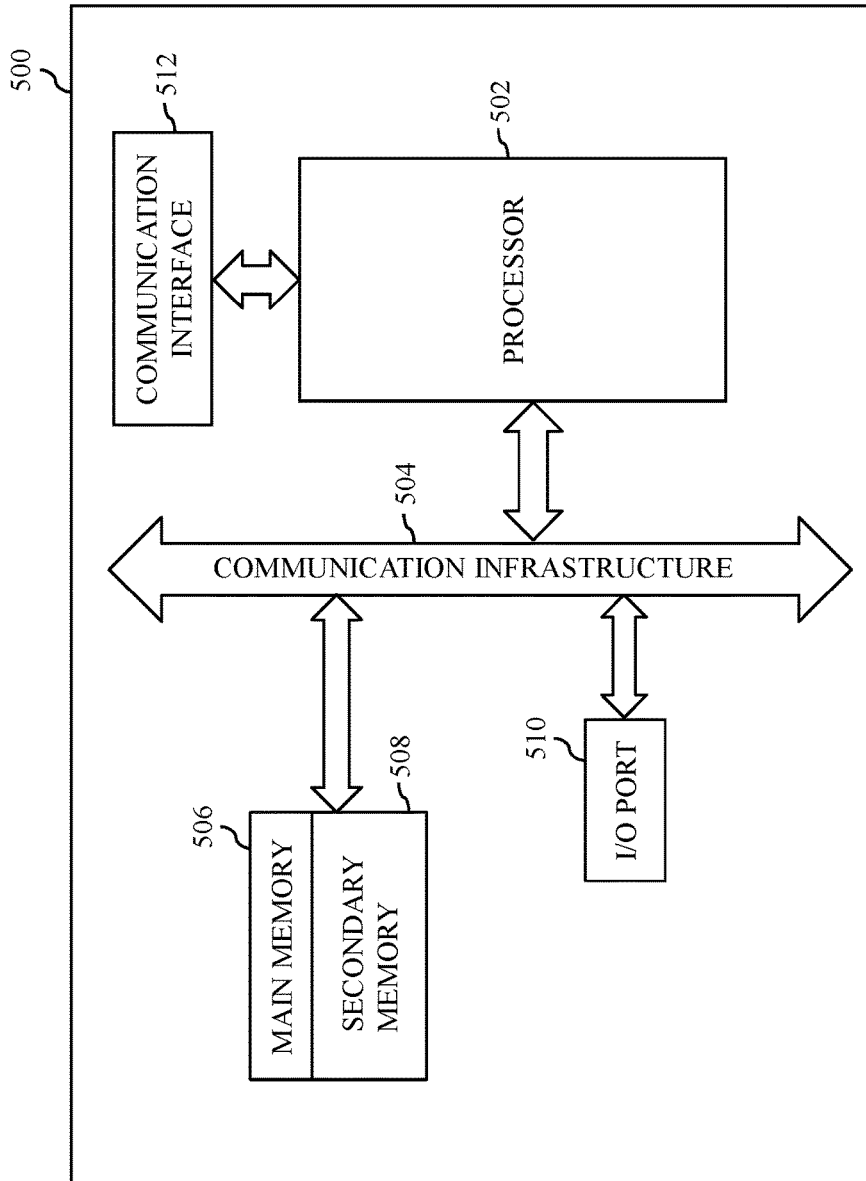 500
512
COMMUNICATION
INTERFACE
502
PROCESSOR
504
COMMUNICATION INFRASTRUCTURE
506
MAIN MEMORY
508
SECONDARY
MEMORY
510
I/O PORT